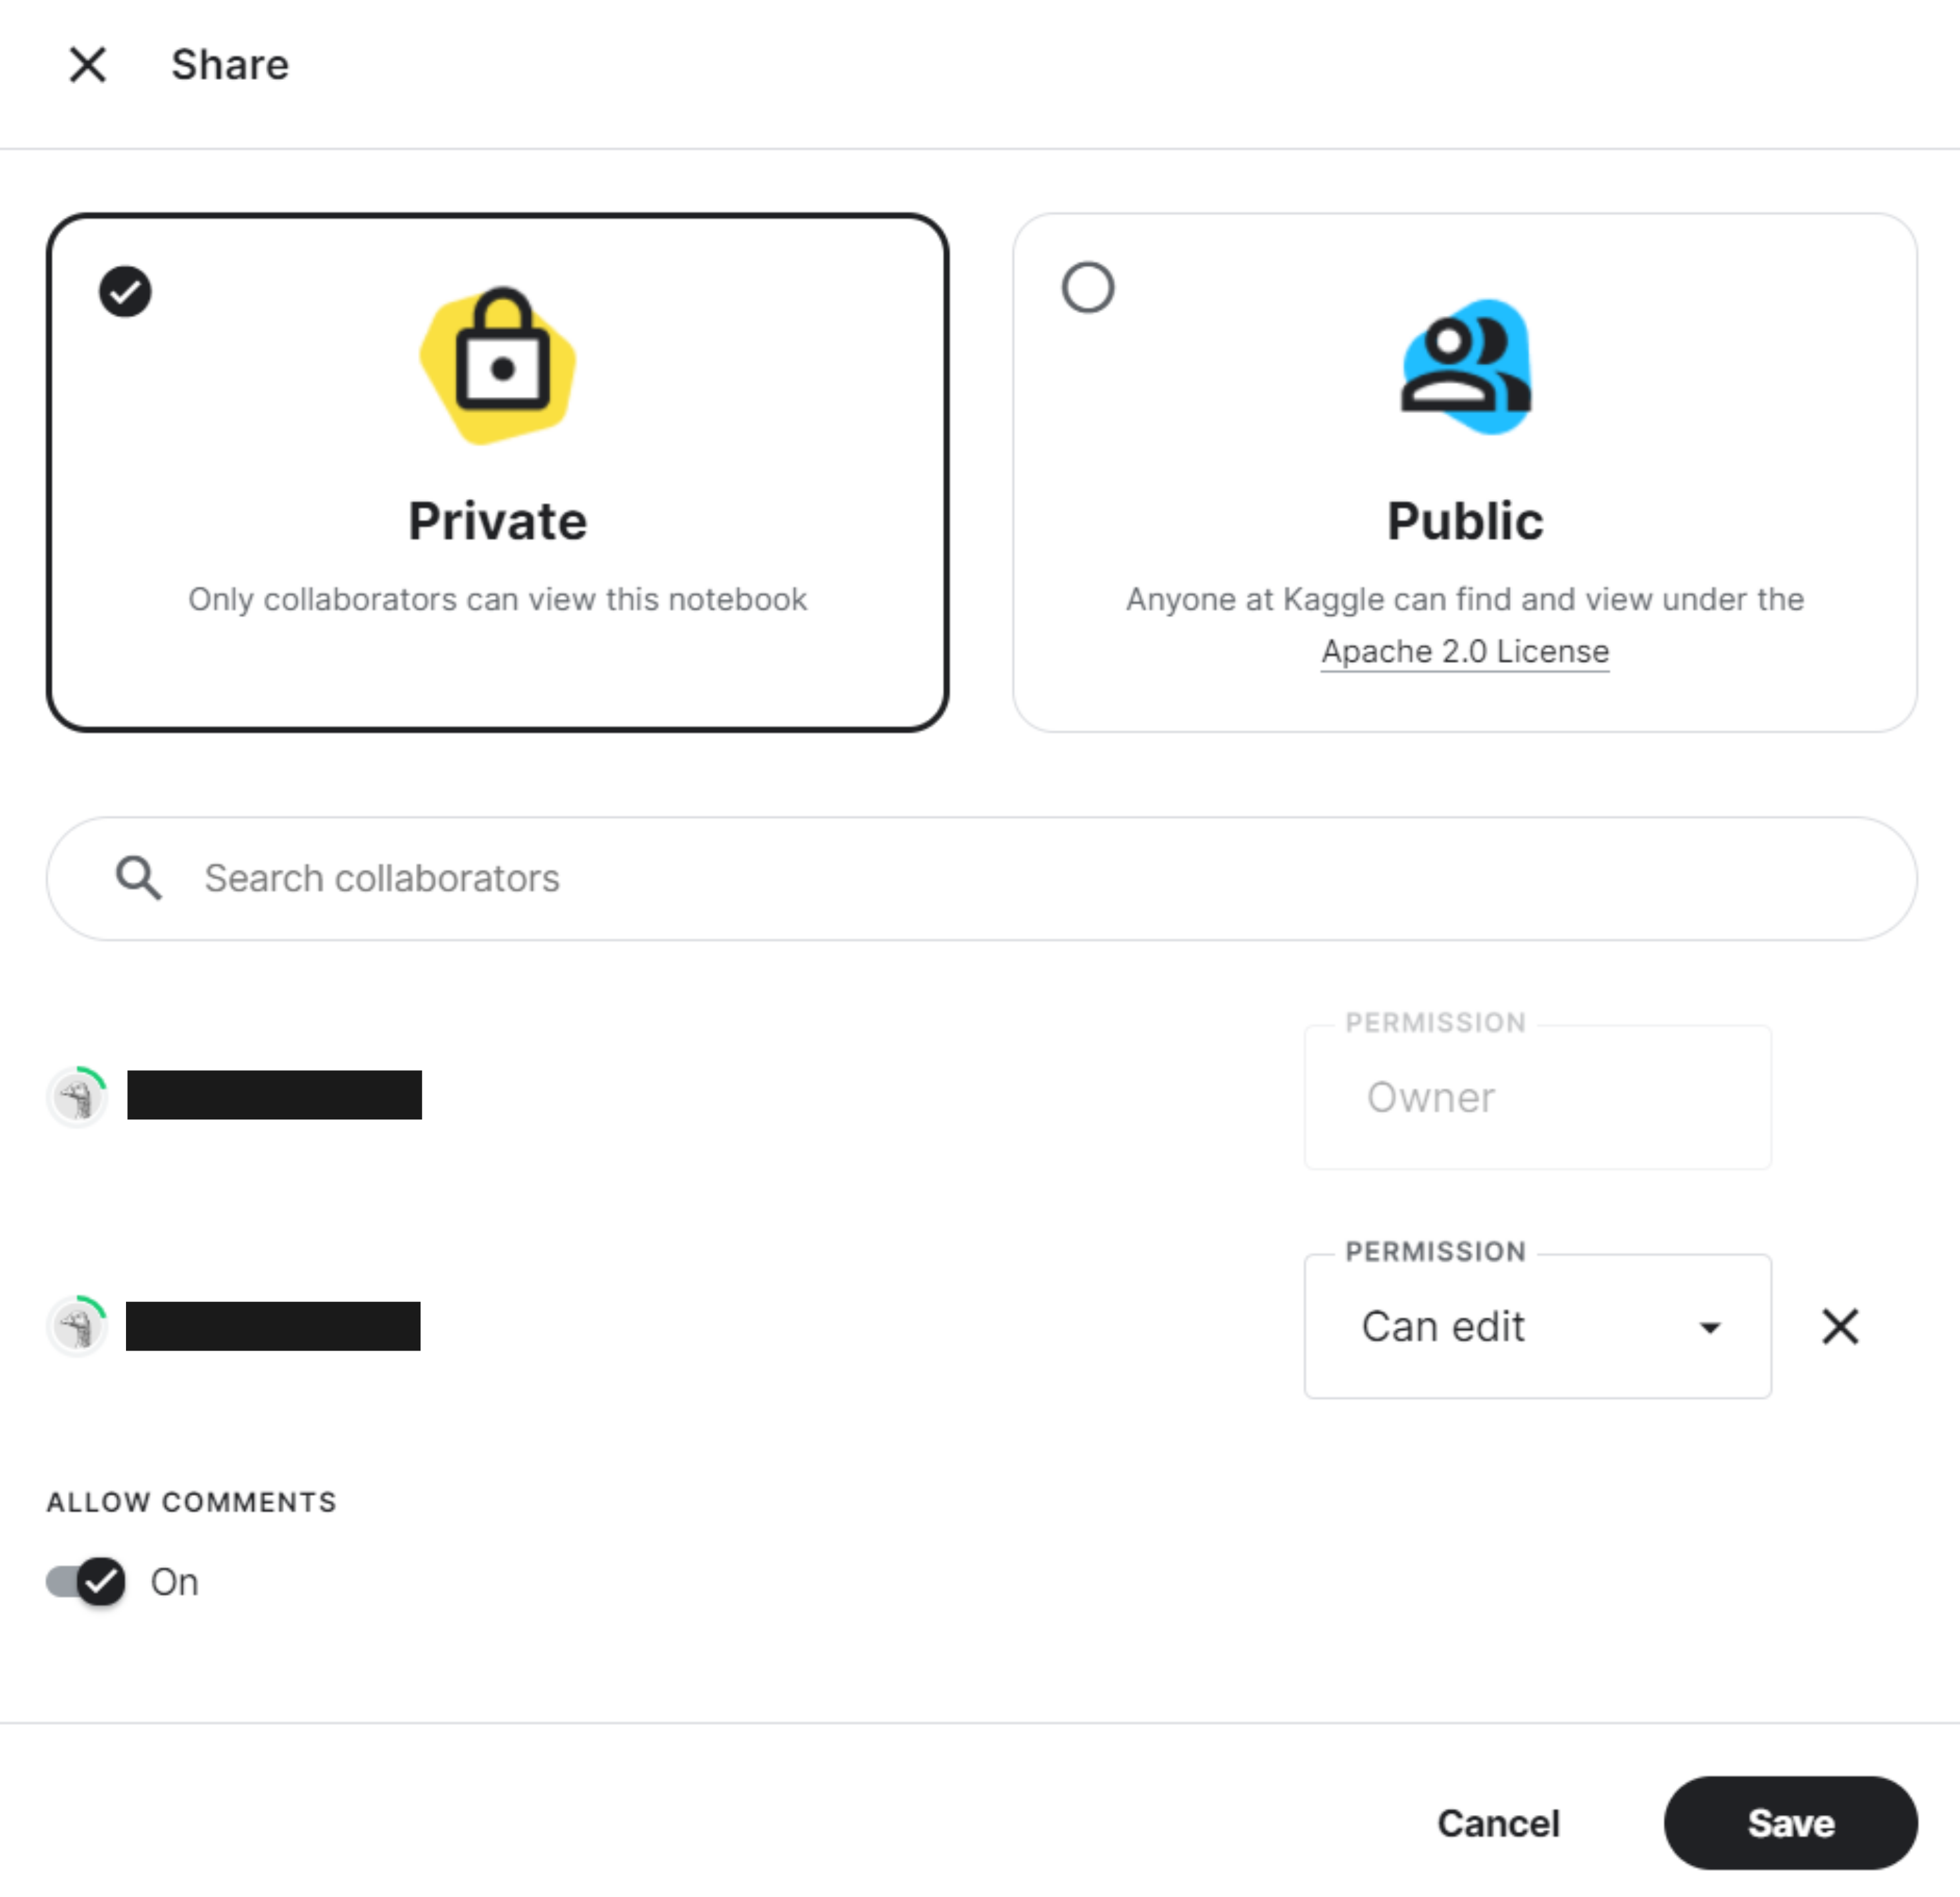 Share
Private
Only collaborators can view this notebook
Public
Anyone at Kaggle can find and view under the
Apache 2.0 License
Search collaborators
PERMISSION
Owner
PERMISSION
Can edit
ALLOW COMMENTS
On
Cancel
Save